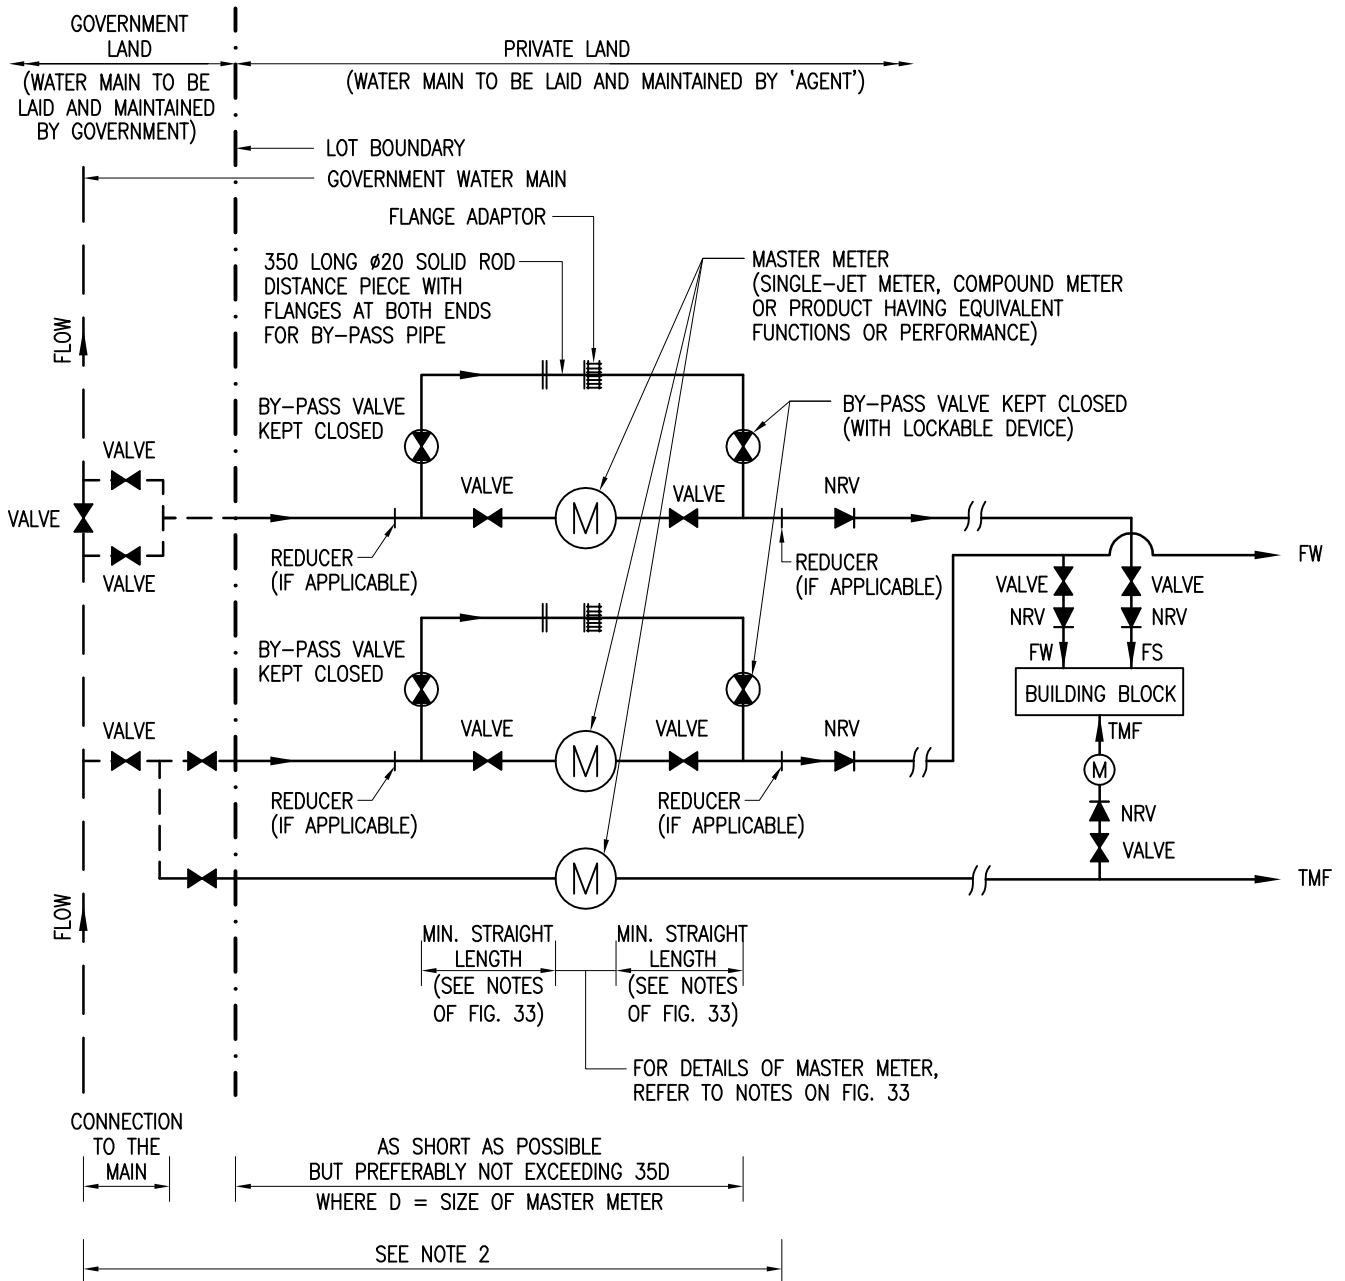 GOVERNMENT
LAND
(WATER MAIN TO BE
LAID AND MAINTAINED
BY GOVERNMENT)
PRIVATE LAND
(WATER MAIN TO BE LAID AND MAINTAINED BY 'AGENT')
LOT BOUNDARY
GOVERNMENT WATER MAIN
FLANGE ADAPTOR
350 LONG ø20 SOLID ROD
DISTANCE PIECE WITH
FLANGES AT BOTH ENDS
FOR BY-PASS PIPE
MASTER METER
(SINGLE-JET METER, COMPOUND METER
OR PRODUCT HAVING EQUIVALENT
FUNCTIONS OR PERFORMANCE)
FLOW
BY-PASS VALVE
KEPT CLOSED
BY-PASS VALVE KEPT CLOSED
(WITH LOCKABLE DEVICE)
VALVE
VALVE
VALVE
VALVE
M
VALVE
NRV
REDUCER
(IF APPLICABLE)
REDUCER
(IF APPLICABLE)
FW
VALVE
VALVE
NRV
NRV
FW
FS
BUILDING BLOCK
BY-PASS VALVE
KEPT CLOSED
VALVE
VALVE
M
VALVE
NRV
REDUCER
(IF APPLICABLE)
REDUCER
(IF APPLICABLE)
TMF
M
NRV
VALVE
M
TMF
FLOW
MIN. STRAIGHT
LENGTH
(SEE NOTES
OF FIG. 33)
MIN. STRAIGHT
LENGTH
(SEE NOTES
OF FIG. 33)
FOR DETAILS OF MASTER METER,
REFER TO NOTES ON FIG. 33
CONNECTION
TO THE
MAIN
AS SHORT AS POSSIBLE
BUT PREFERABLY NOT EXCEEDING 35D
WHERE D = SIZE OF MASTER METER
SEE NOTE 2